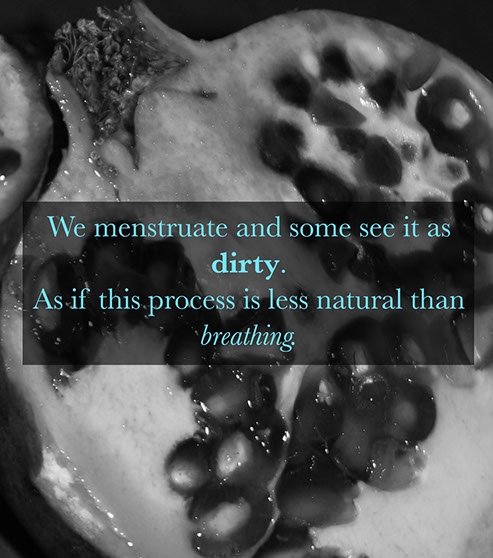 We menstruate and some see it as
dirty.
As if this process is less natural than
breathing.